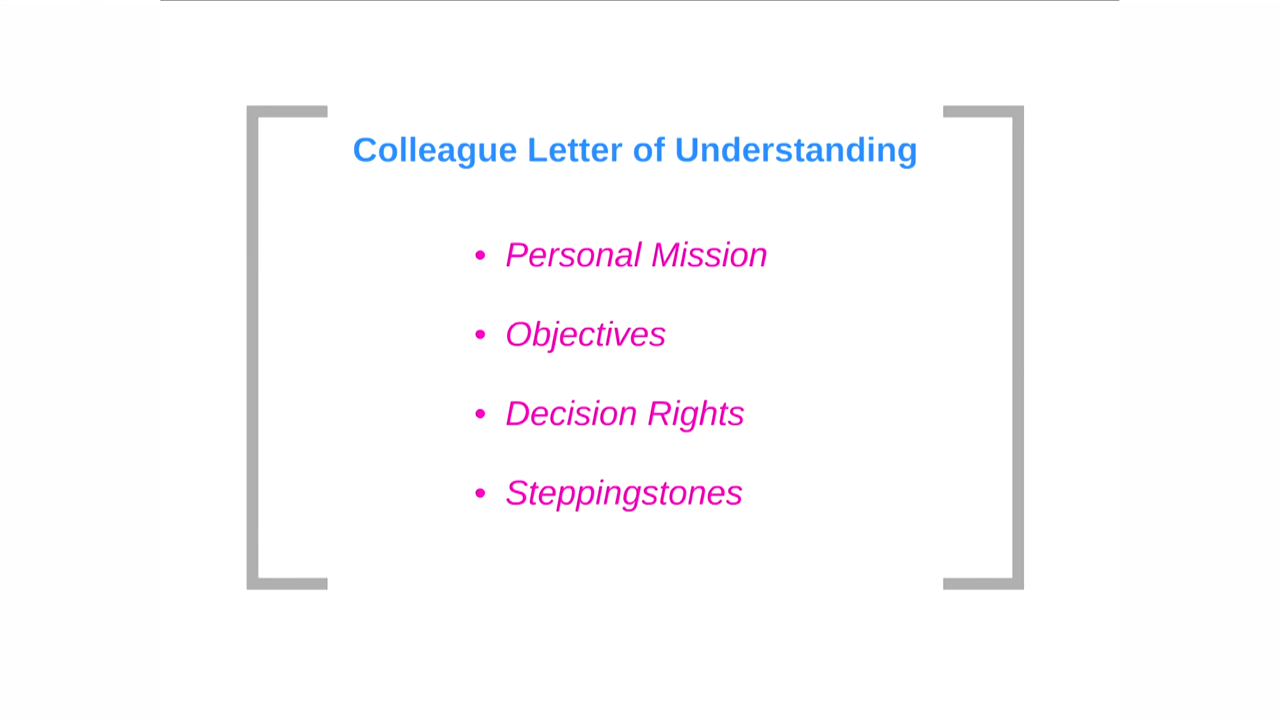 Colleague Letter of Understanding
• Personal Mission
• Objectives
• Decision Rights
• Steppingstones